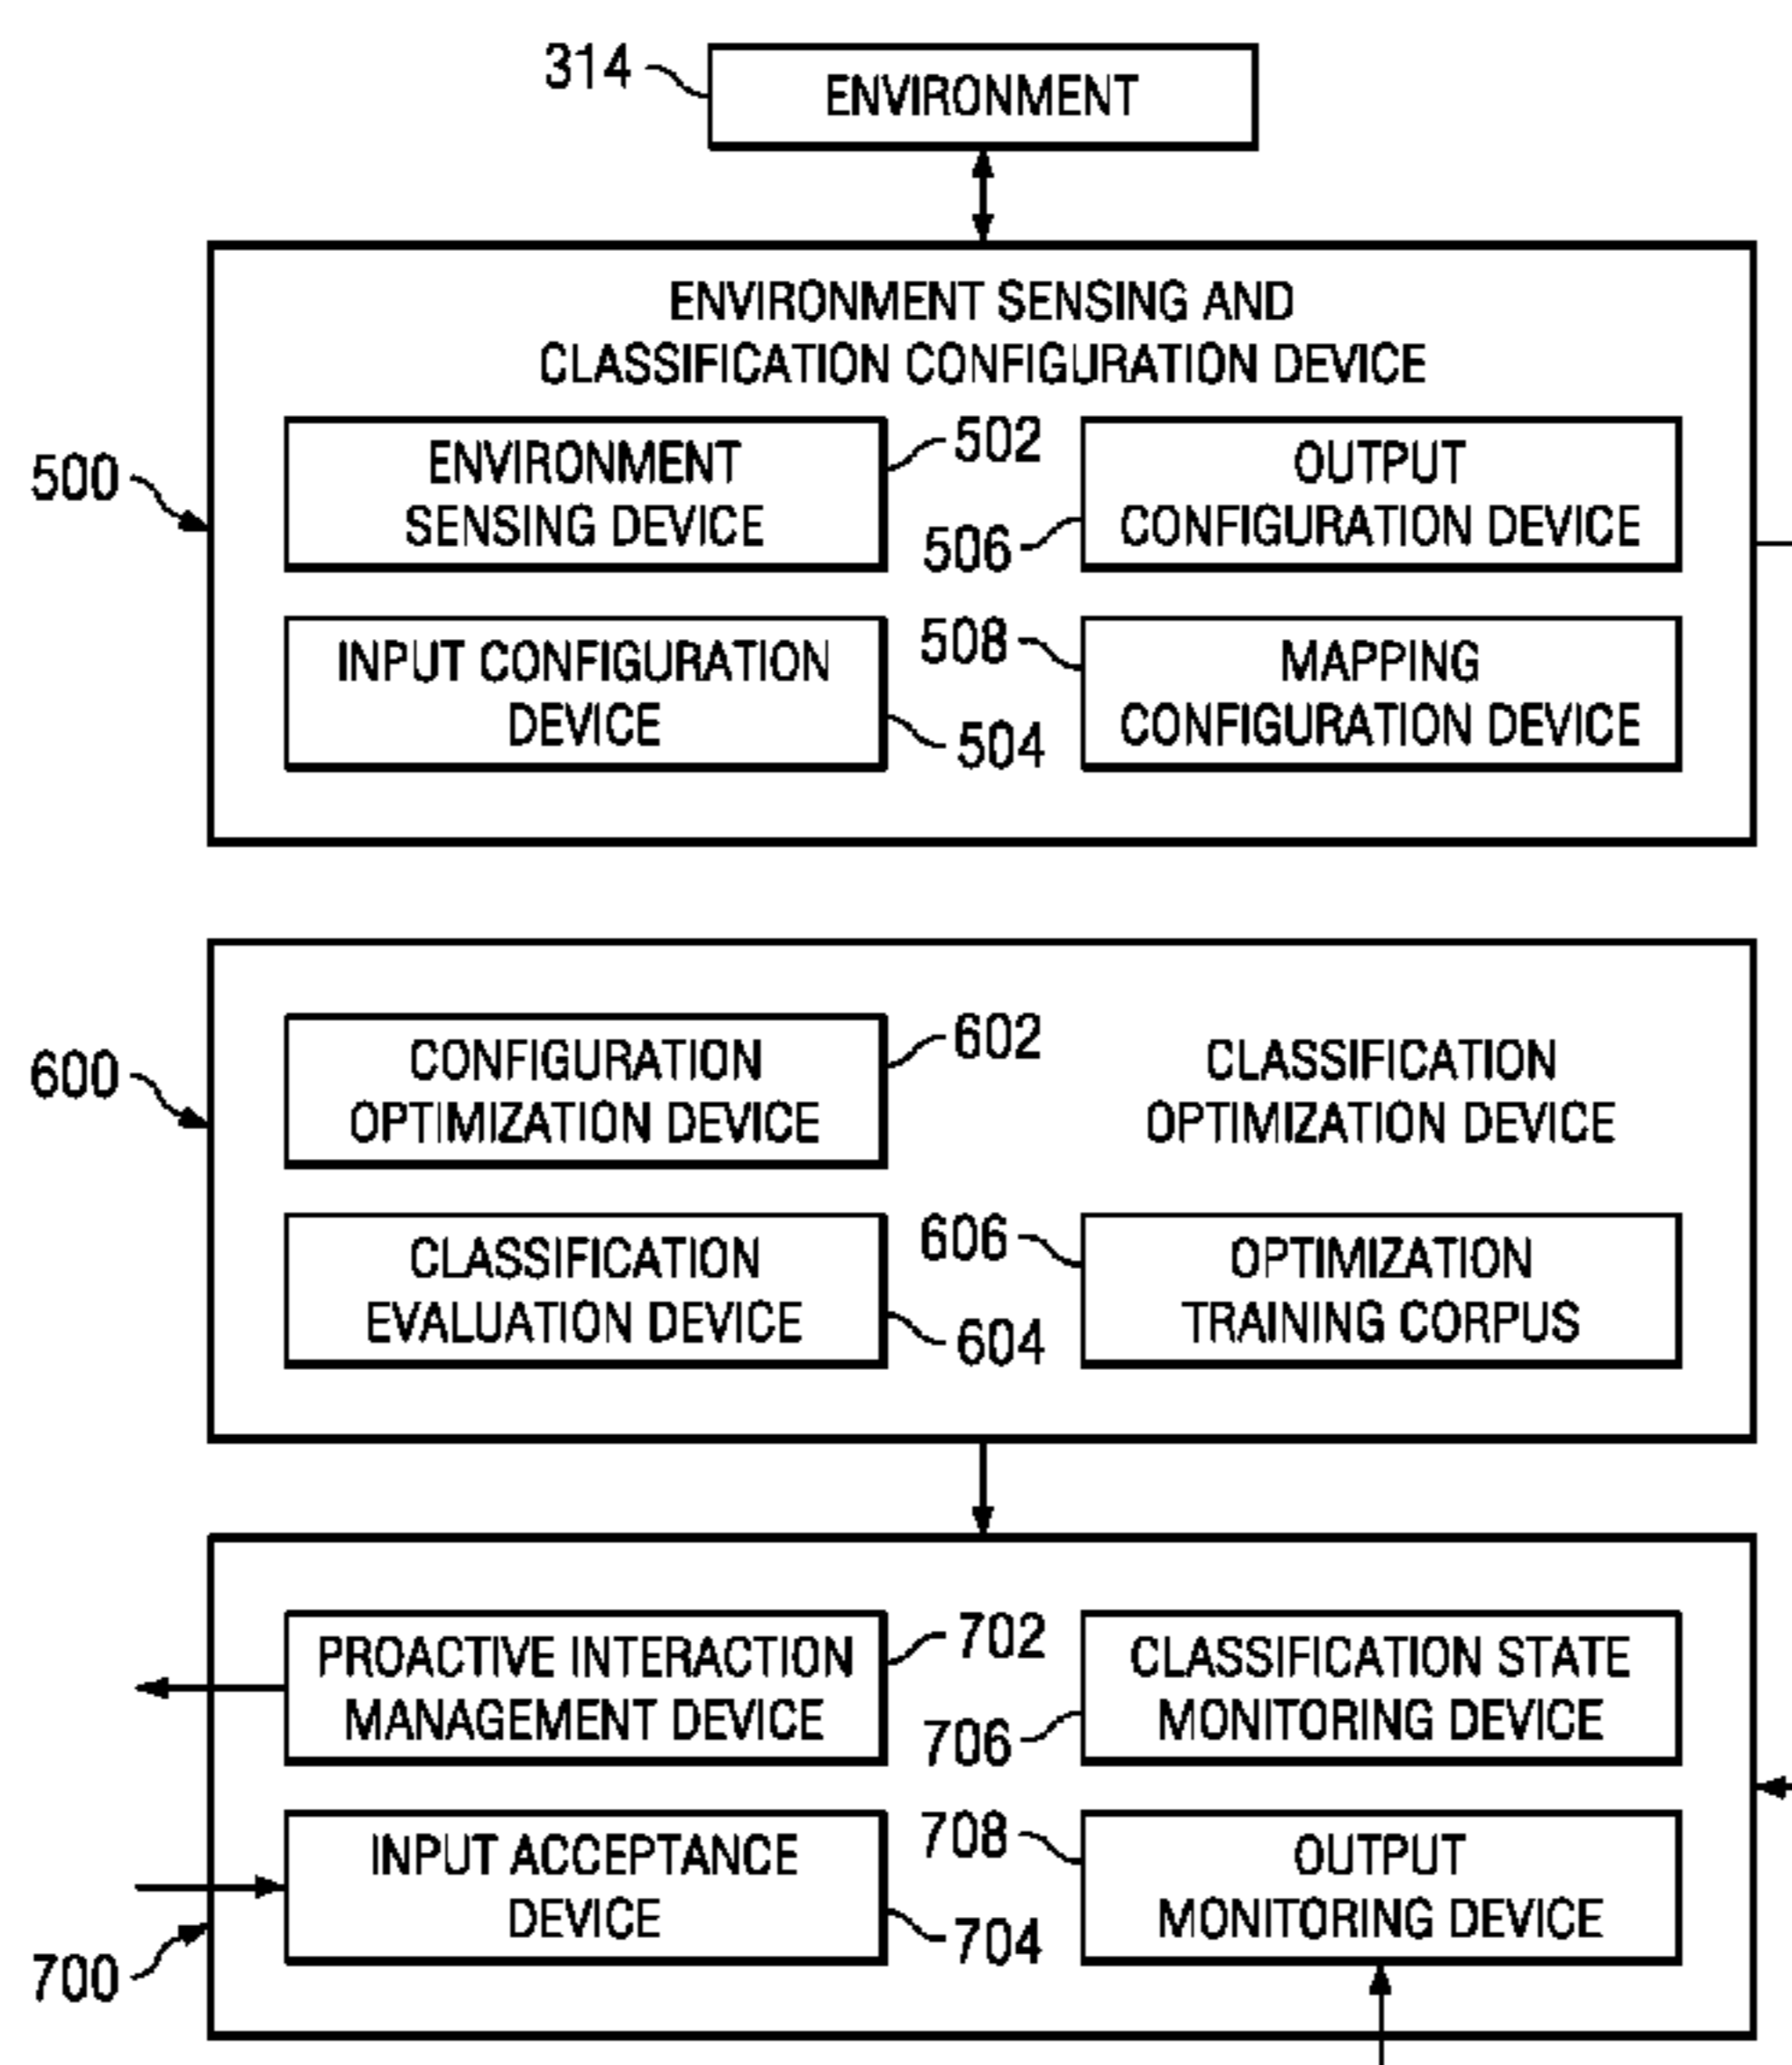 314
ENVIRONMENT
ENVIRONMENT SENSING AND
CLASSIFICATION CONFIGURATION DEVICE
500
ENVIRONMENT
SENSING DEVICE
502
506
OUTPUT
CONFIGURATION DEVICE
INPUT CONFIGURATION
DEVICE
504
508
MAPPING
CONFIGURATION DEVICE
600
CONFIGURATION
OPTIMIZATION DEVICE
602
CLASSIFICATION
OPTIMIZATION DEVICE
CLASSIFICATION
EVALUATION DEVICE
604
606
OPTIMIZATION
TRAINING CORPUS
PROACTIVE INTERACTION
MANAGEMENT DEVICE
702
706
CLASSIFICATION STATE
MONITORING DEVICE
INPUT ACCEPTANCE
DEVICE
704
708
OUTPUT
MONITORING DEVICE
700